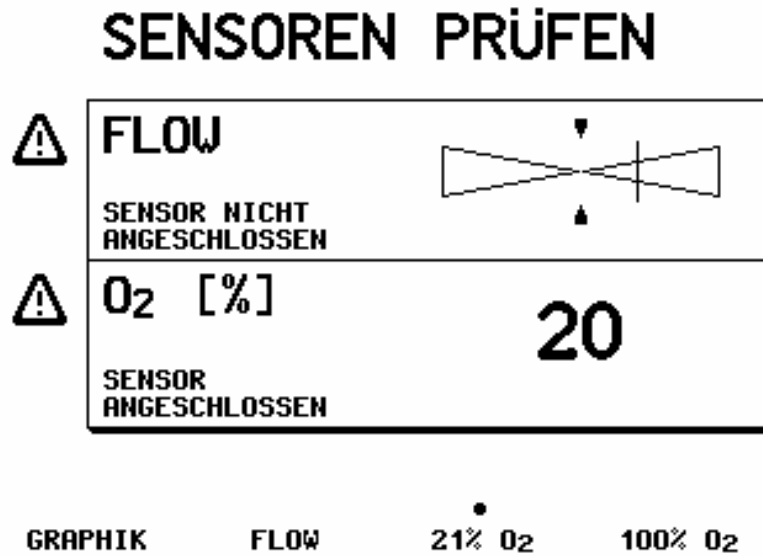 SENSOREN PRÜFEN
FLOW
SENSOR NICHT
ANGESCHLOSSEN
O2 [%]
20
SENSOR
ANGESCHLOSSEN
GRAPHIK FLOW 21% O2 100% O2